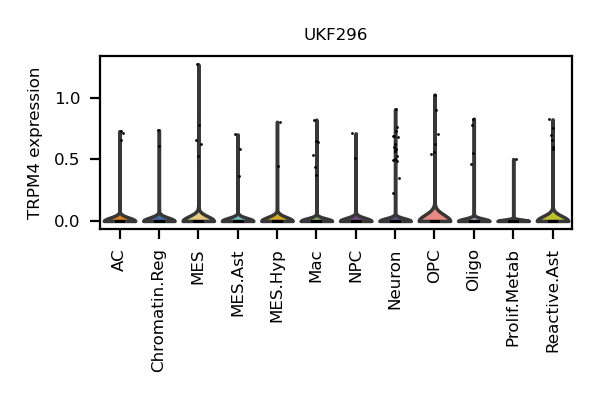 UKF296
TRPM4 expression
1.0
0.5
0.0
AC
Chromatin.Reg
MES
MES.Ast
MES.Hyp
Mac
NPC
Neuron
OPC
Oligo
Prolif.Metab
Reactive.Ast